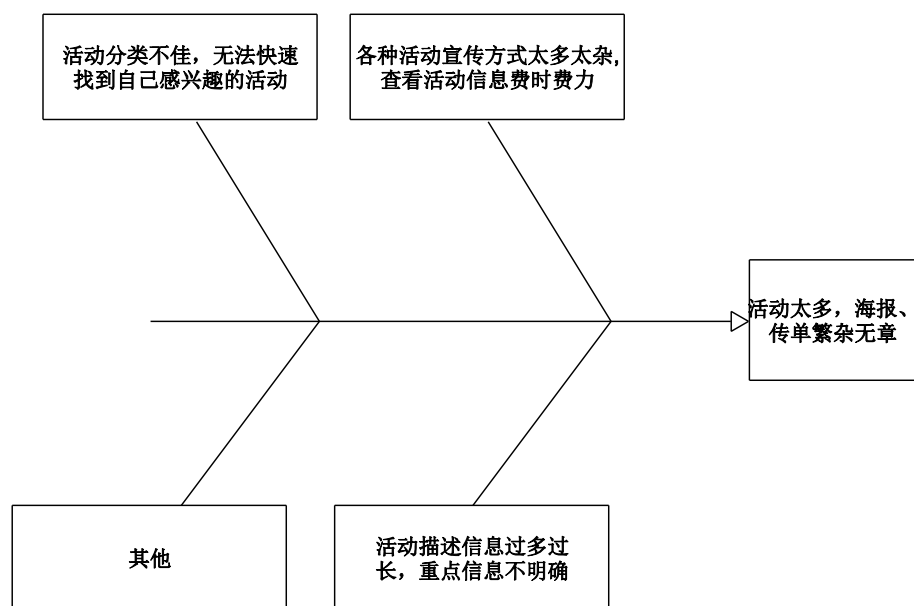 活动分类不佳，无法快速
找到自己感兴趣的活动
各种活动宣传方式太多太杂,
查看活动信息费时费力
活动太多，海报、
传单繁杂无章
其他
活动描述信息过多过
长，重点信息不明确